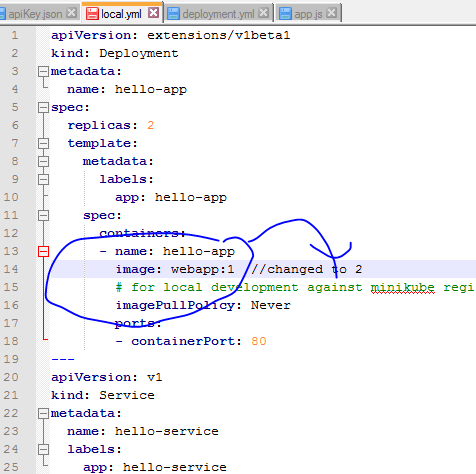 apiKey.json local.yml deployment.yml app.js
1 apiVersion: extensions/v1beta1
2 kind: Deployment
3 metadata:
4 name: hello-app
5 spec:
6 replicas: 2
7 template:
8 metadata:
9 labels:
10 app: hello-app
11 spec:
12 containers:
13 - name: hello-app
14 image: webapp:1 //changed to 2
15 # for local development against minikube regi
16 imagePullPolicy: Never
17 ports:
18 - containerPort: 80
19 ---
20 apiVersion: v1
21 kind: Service
22 metadata:
23 name: hello-service
24 labels:
25 app: hello-service